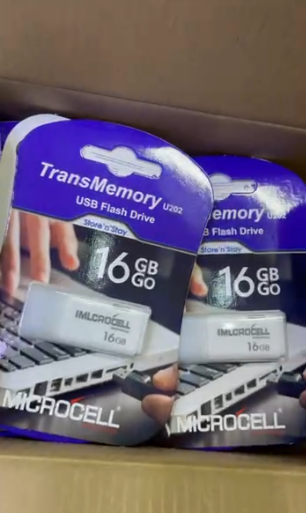 TransMemory U202
USB Flash Drive
Store'n'Stay
16 GB
GO
IMLCROCELL
16GB
MICROCELL
emory U202
B Flash Drive
Store'n'Stay
16 GB
GO
IMLCROCELL
16GB
MICROCELL